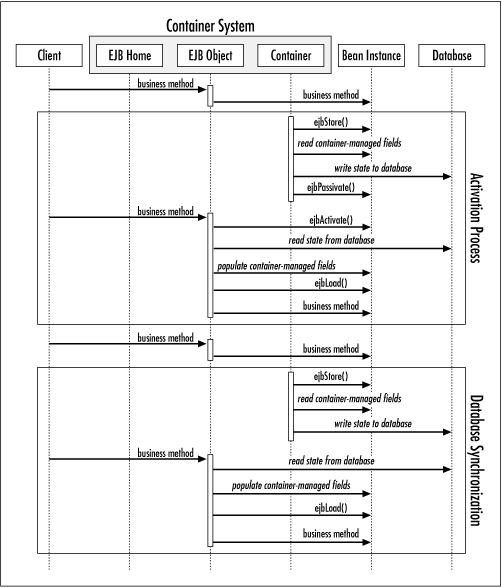 Container System
Client
EJB Home
EJB Object
Container
Bean Instance
Database
business method
business method
Activation Process
ejbStore()
read container-managed fields
write state to database
ejbPassivate()
business method
ejbActivate()
read state from database
populate container-managed fields
ejbLoad()
business method
business method
business method
Database Synchronization
ejbStore()
read container-managed fields
write state to database
business method
read state from database
populate container-managed fields
ejbLoad()
business method